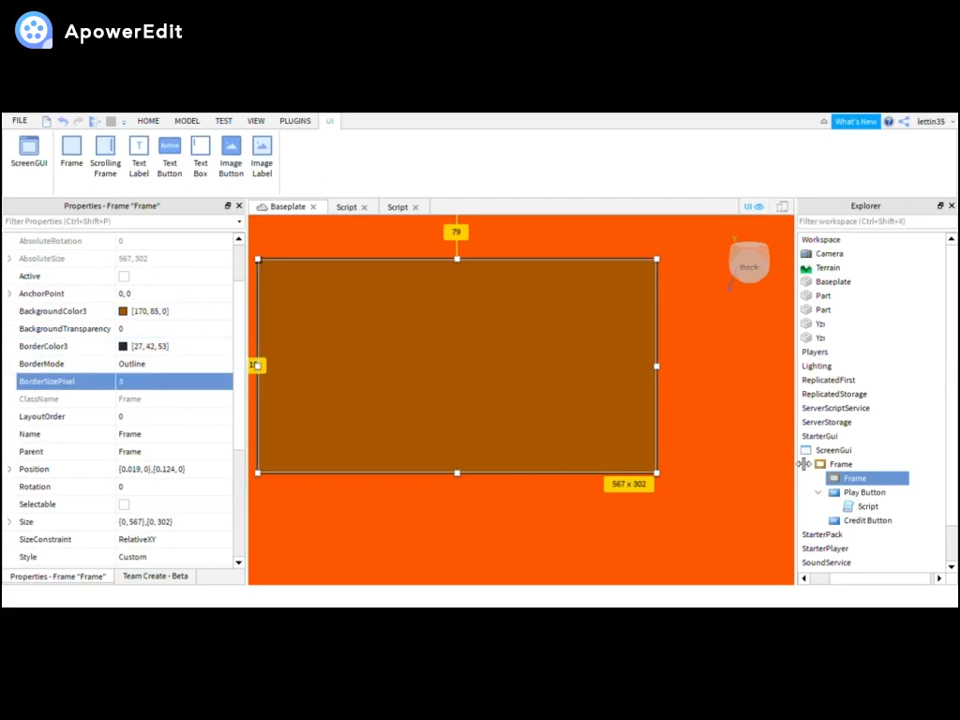 ApowerEdit
FILE HOME MODEL TEST VIEW PLUGINS UI What's New lettin35
ScreenGUI Frame Scrolling Frame Text Label Text Button Text Box Image Button Image Label
Properties - Frame "Frame"
Filter Properties (Ctrl+Shift+P)
AbsoluteRotation 0
AbsoluteSize 567, 302
Active
AnchorPoint 0, 0
BackgroundColor3 [170, 85, 0]
BackgroundTransparency 0
BorderColor3 [27, 42, 53]
BorderMode Outline
BorderSizePixel 3
ClassName Frame
LayoutOrder 0
Name Frame
Parent Frame
Position {0.019, 0},{0.124, 0}
Rotation 0
Selectable
Size {0, 567},{0, 302}
SizeConstraint RelativeXY
Style Custom
Properties - Frame "Frame" Team Create - Beta
Baseplate Script Script UI
79
Back
567 x 302
Explorer
Filter workspace (Ctrl+Shift+X)
Workspace
Camera
Terrain
Baseplate
Part
Part
Yzı
Yzı
Players
Lighting
ReplicatedFirst
ReplicatedStorage
ServerScriptService
ServerStorage
StarterGui
ScreenGui
Frame
Frame
Play Button
Script
Credit Button
StarterPack
StarterPlayer
SoundService